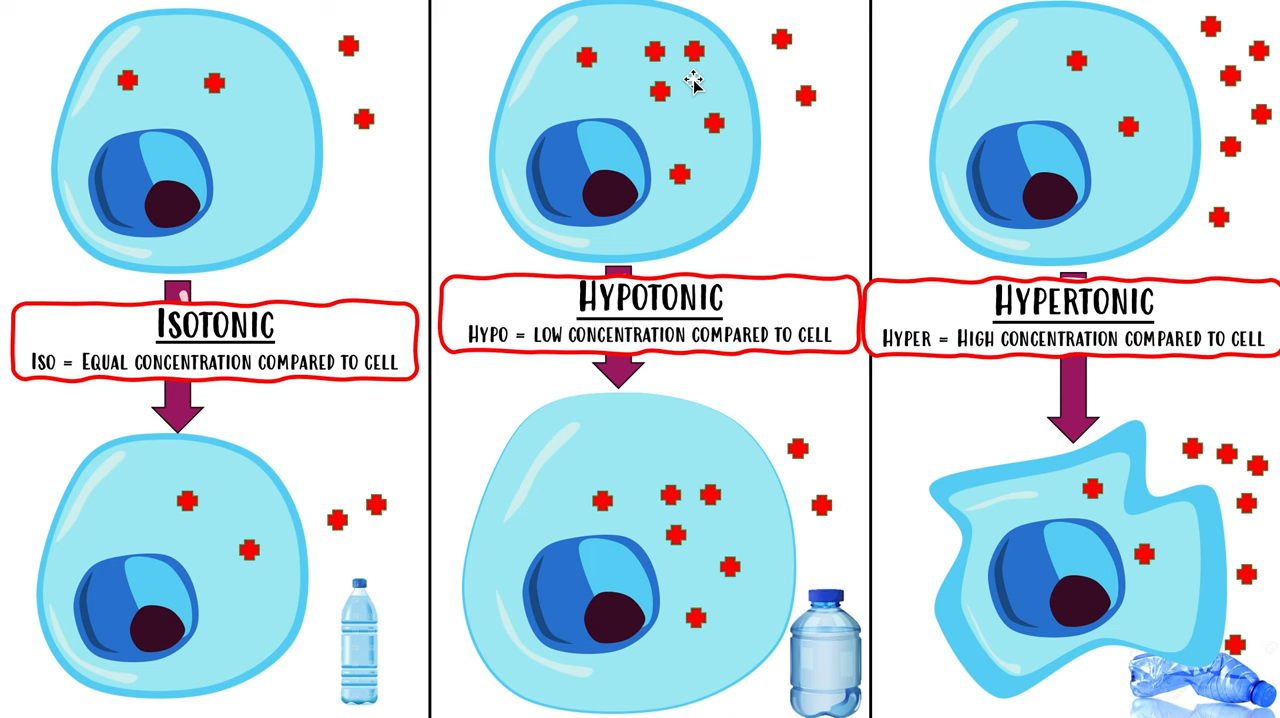 Isotonic
Iso = Equal concentration compared to cell
Hypotonic
Hypo = low concentration compared to cell
Hypertonic
Hyper = High concentration compared to cell